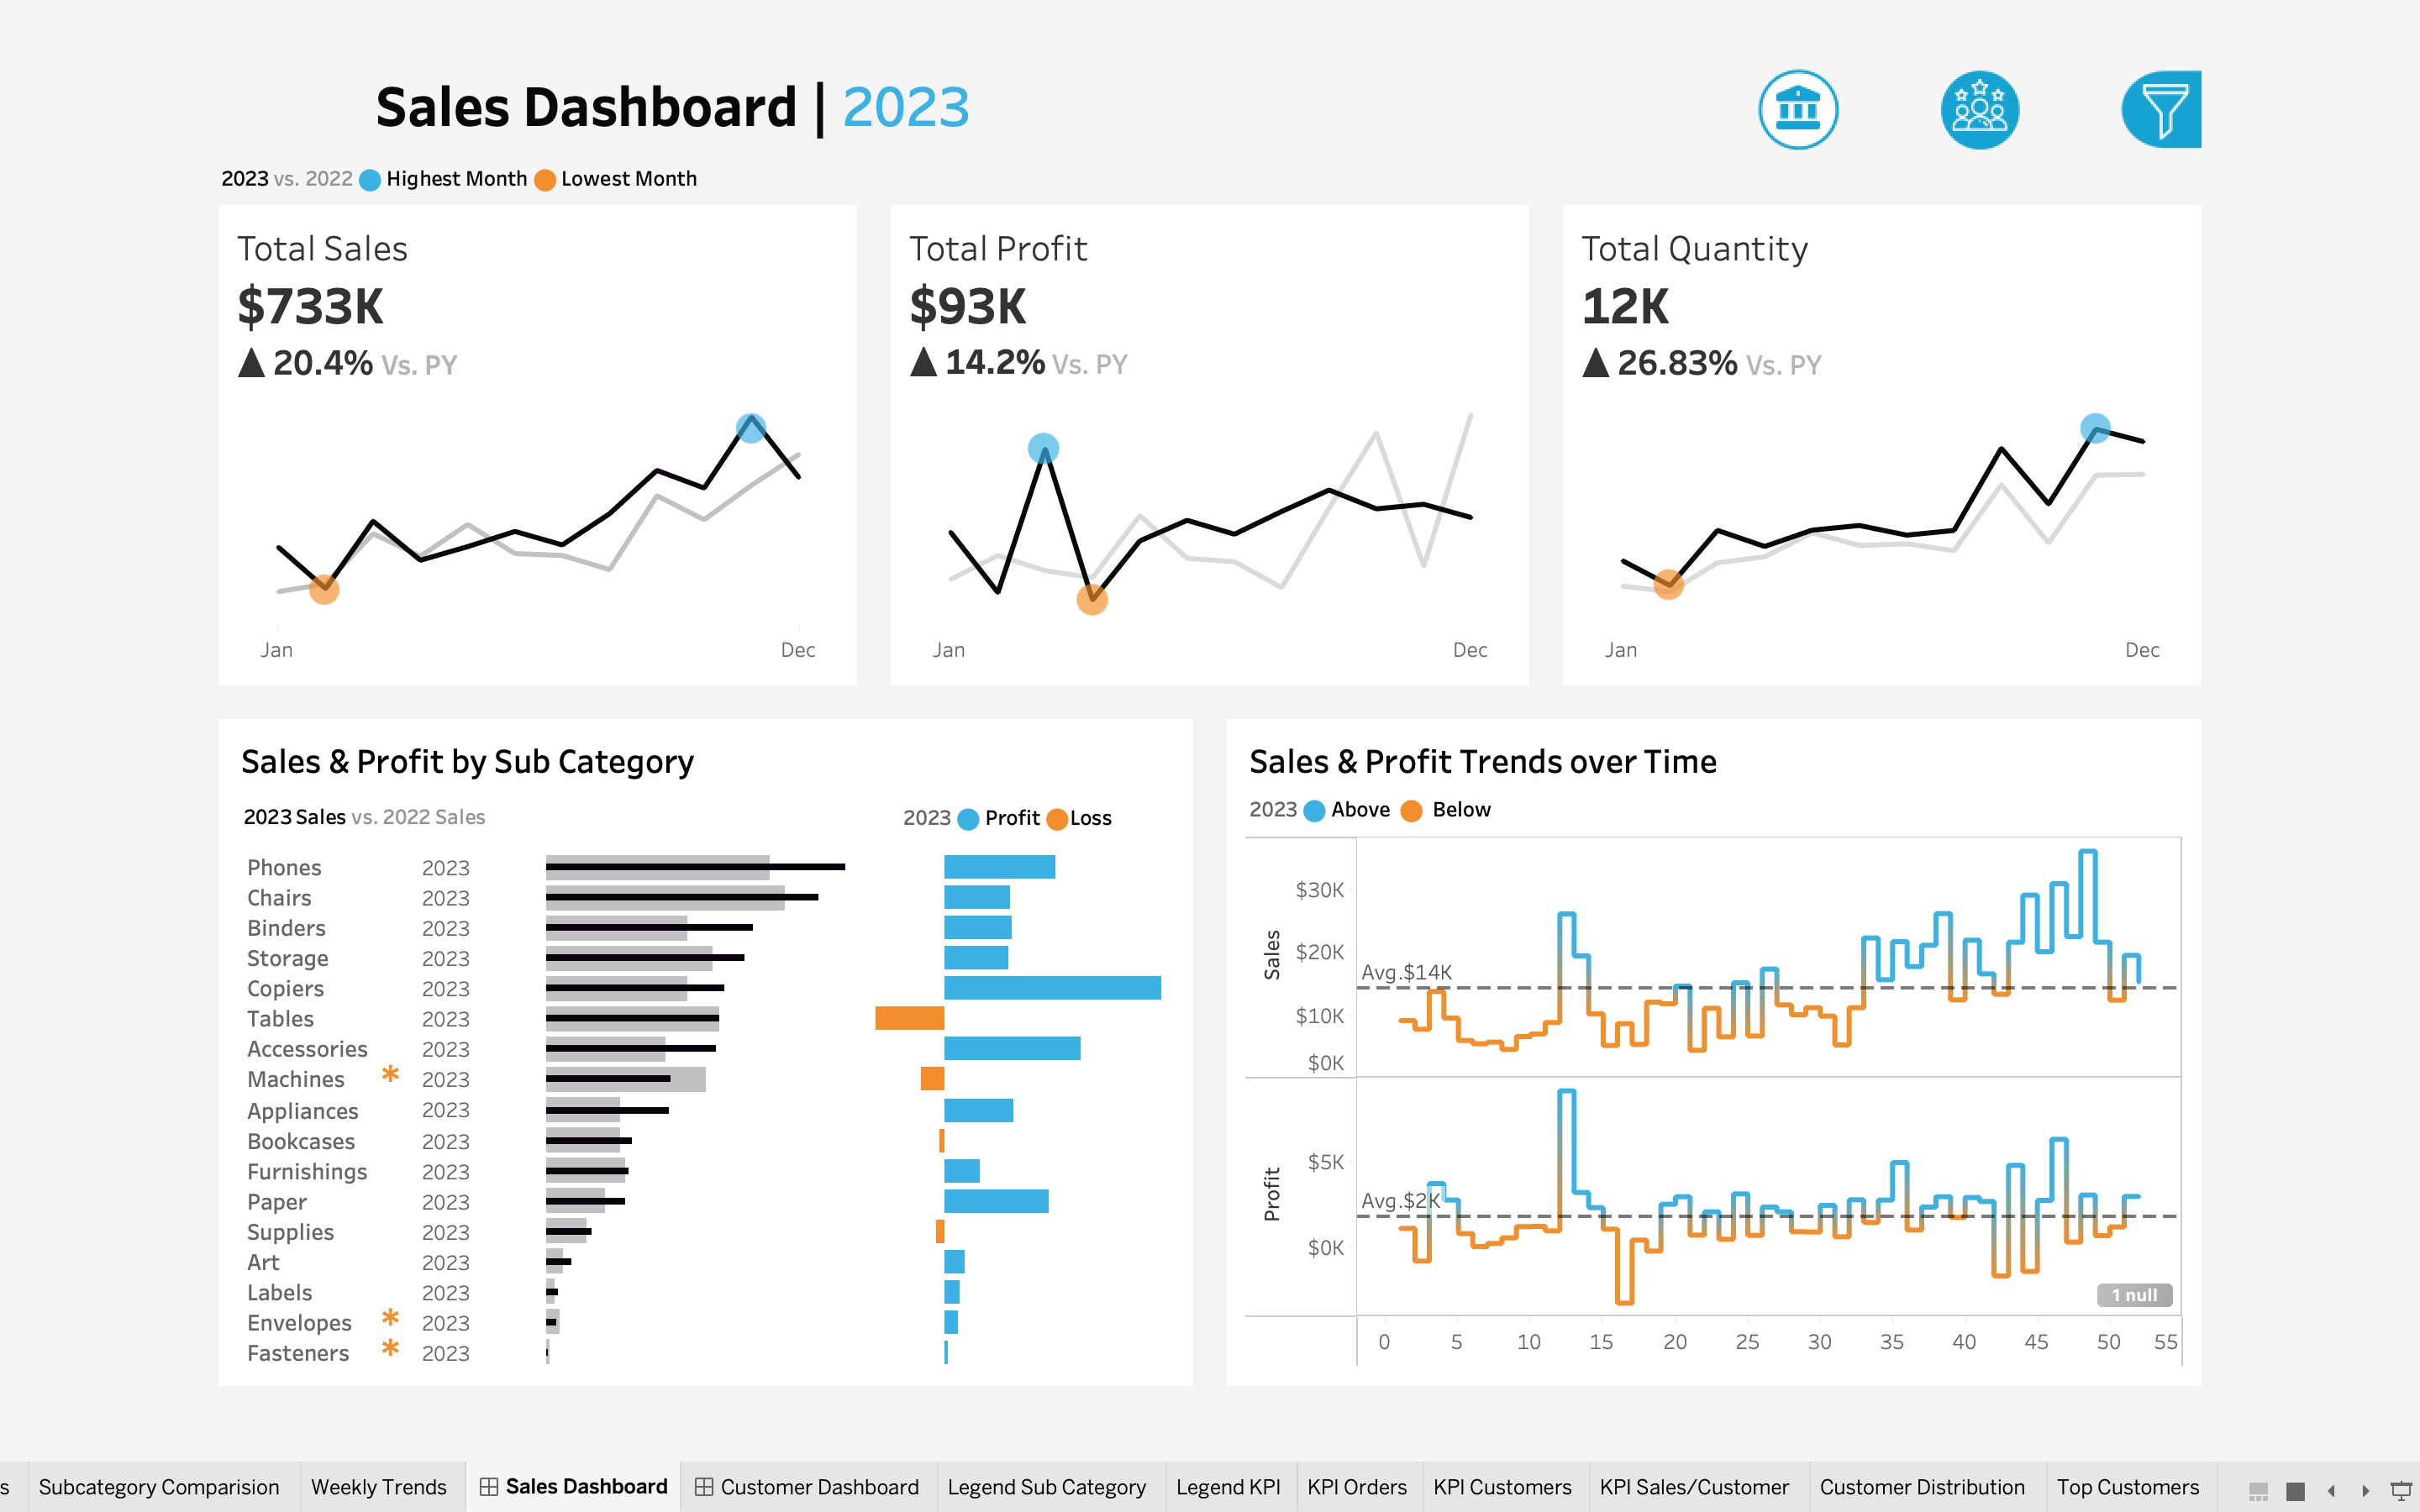 Sales Dashboard | 2023
2023 vs. 2022 Highest Month Lowest Month
Total Sales
$733K
▲ 20.4% Vs. PY
Jan Dec
Total Profit
$93K
▲ 14.2% Vs. PY
Jan Dec
Total Quantity
12K
▲ 26.83% Vs. PY
Jan Dec
Sales & Profit by Sub Category
2023 Sales vs. 2022 Sales
2023 Profit Loss
Phones 2023
Chairs 2023
Binders 2023
Storage 2023
Copiers 2023
Tables 2023
Accessories 2023
Machines * 2023
Appliances 2023
Bookcases 2023
Furnishings 2023
Paper 2023
Supplies 2023
Art 2023
Labels 2023
Envelopes * 2023
Fasteners * 2023
Sales & Profit Trends over Time
2023 Above Below
Sales
$30K
$20K
Avg.$14K
$10K
$0K
Profit
$5K
Avg.$2K
$0K
1 null
0 5 10 15 20 25 30 35 40 45 50 55
s Subcategory Comparision Weekly Trends Sales Dashboard Customer Dashboard Legend Sub Category Legend KPI KPI Orders KPI Customers KPI Sales/Customer Customer Distribution Top Customers